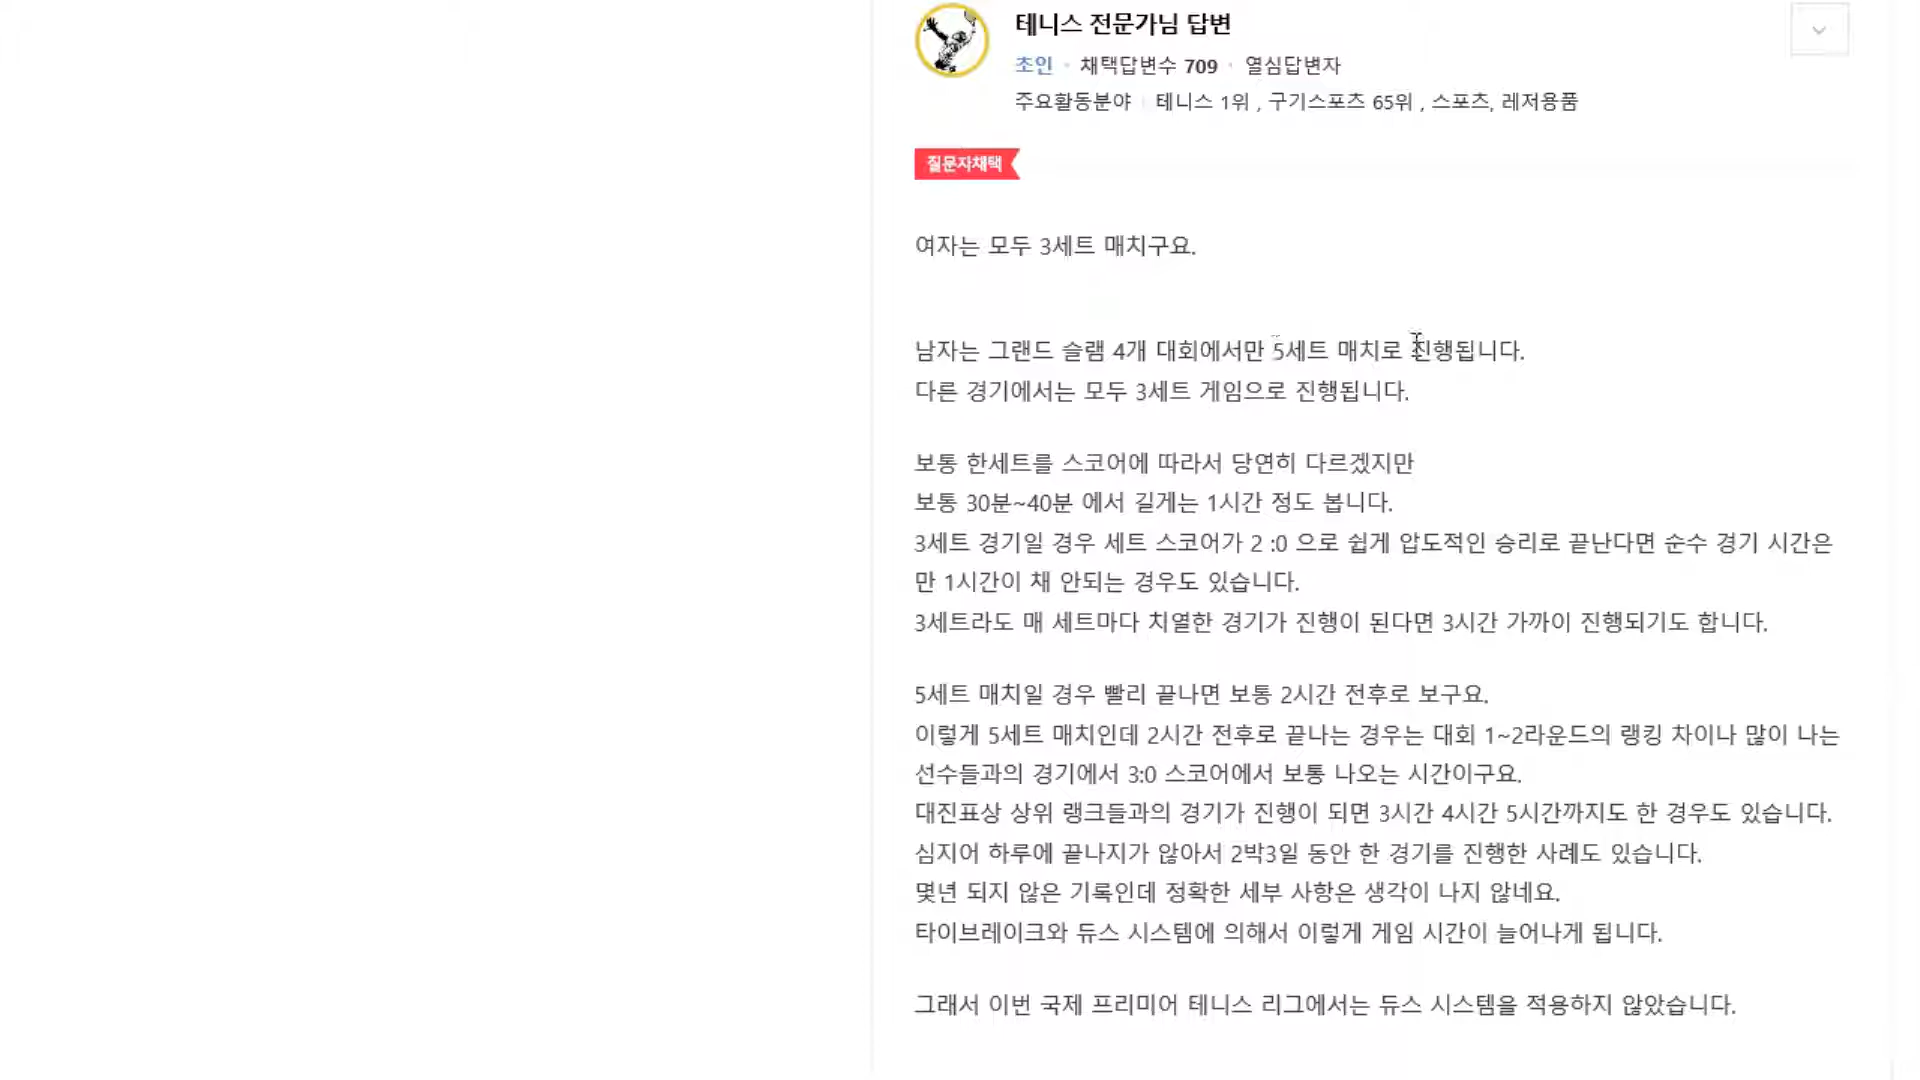 테니스 전문가님 답변
초인 · 채택답변수 709 · 열심답변자
주요활동분야 테니스 1위 , 구기스포츠 65위 , 스포츠, 레저용품
질문자채택
여자는 모두 3세트 매치구요.
남자는 그랜드 슬램 4개 대회에서만 5세트 매치로 진행됩니다.
다른 경기에서는 모두 3세트 게임으로 진행됩니다.
보통 한세트를 스코어에 따라서 당연히 다르겠지만
보통 30분~40분 에서 길게는 1시간 정도 봅니다.
3세트 경기일 경우 세트 스코어가 2 :0 으로 쉽게 압도적인 승리로 끝난다면 순수 경기 시간은
만 1시간이 채 안되는 경우도 있습니다.
3세트라도 매 세트마다 치열한 경기가 진행이 된다면 3시간 가까이 진행되기도 합니다.
5세트 매치일 경우 빨리 끝나면 보통 2시간 전후로 보구요.
이렇게 5세트 매치인데 2시간 전후로 끝나는 경우는 대회 1~2라운드의 랭킹 차이나 많이 나는
선수들과의 경기에서 3:0 스코어에서 보통 나오는 시간이구요.
대진표상 상위 랭크들과의 경기가 진행이 되면 3시간 4시간 5시간까지도 한 경우도 있습니다.
심지어 하루에 끝나지가 않아서 2박3일 동안 한 경기를 진행한 사례도 있습니다.
몇년 되지 않은 기록인데 정확한 세부 사항은 생각이 나지 않네요.
타이브레이크와 듀스 시스템에 의해서 이렇게 게임 시간이 늘어나게 됩니다.
그래서 이번 국제 프리미어 테니스 리그에서는 듀스 시스템을 적용하지 않았습니다.